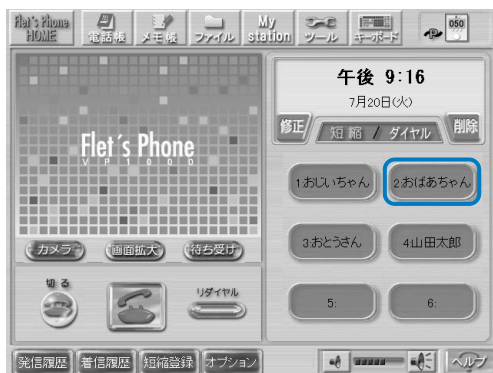 Flet's Phone
HOME
電話帳
メモ帳
ファイル
My
station
ツール
キーボード
050
午後 9:16
7月20日(火)
修正
短縮 / ダイヤル
削除
Flet's Phone
VP1000
1:おじいちゃん
2:おばあちゃん
3:おとうさん
4:山田太郎
5:
6:
カメラ
画面拡大
待ち受け
切る
リダイヤル
発信履歴
着信履歴
短縮登録
オプション
ヘルプ